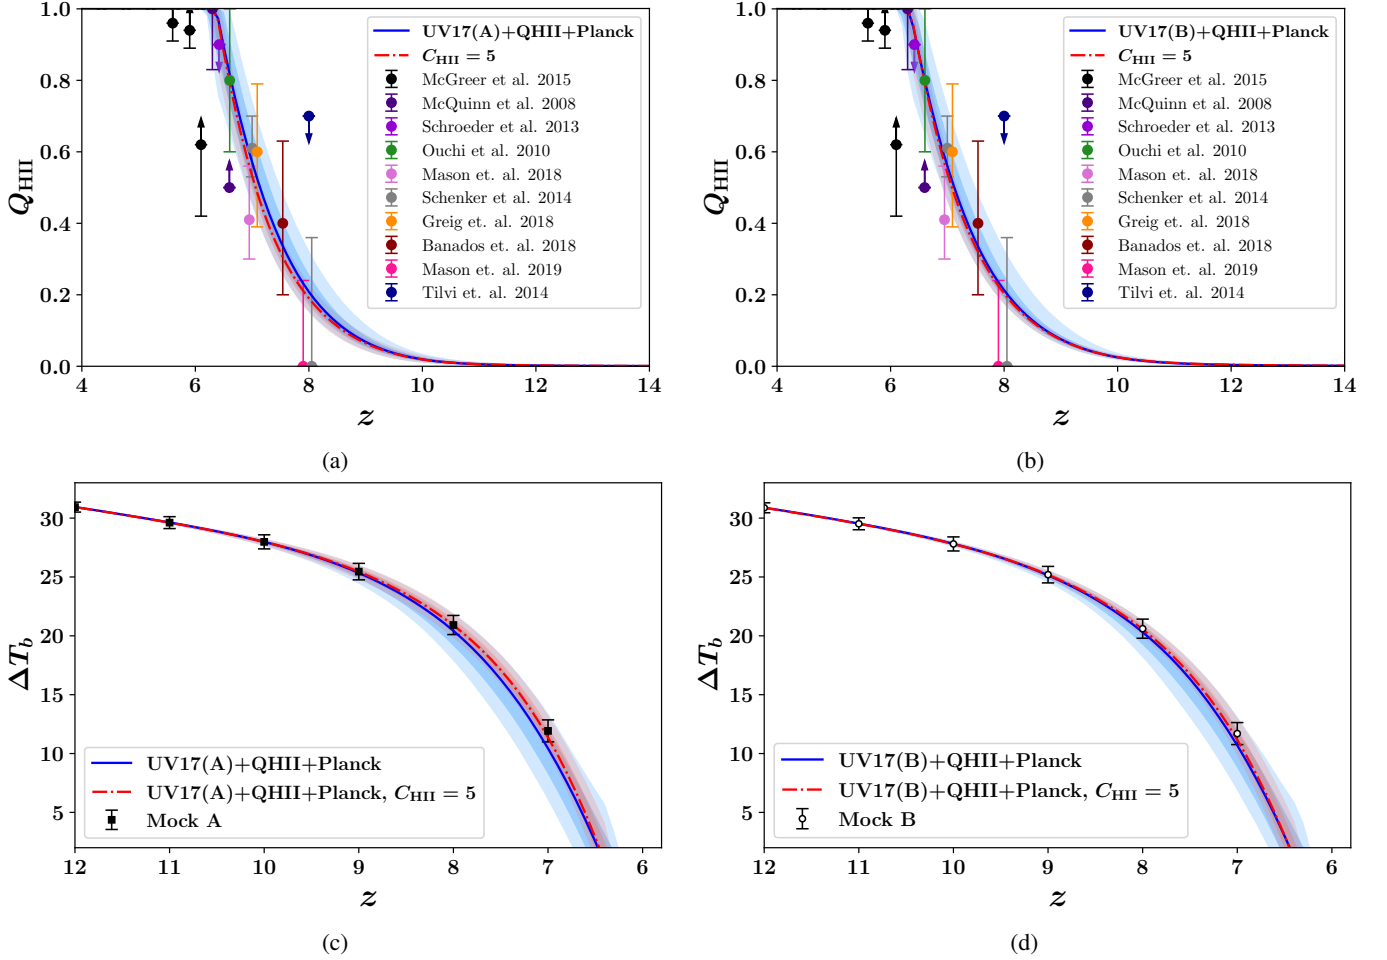 1.0
0.8
0.6
0.4
0.2
0.0
Q_HII
4 6 8 10 12 14
z
UV17(A)+QHII+Planck
C_HII = 5
McGreer et al. 2015
McQuinn et al. 2008
Schroeder et al. 2013
Ouchi et al. 2010
Mason et al. 2018
Schenker et al. 2014
Greig et. al. 2018
Banados et. al. 2018
Mason et. al. 2019
Tilvi et. al. 2014
(a)
1.0
0.8
0.6
0.4
0.2
0.0
Q_HII
4 6 8 10 12 14
z
UV17(B)+QHII+Planck
C_HII = 5
McGreer et al. 2015
McQuinn et al. 2008
Schroeder et al. 2013
Ouchi et al. 2010
Mason et al. 2018
Schenker et al. 2014
Greig et. al. 2018
Banados et. al. 2018
Mason et. al. 2019
Tilvi et. al. 2014
(b)
30
25
20
15
10
5
ΔT_b
12 11 10 9 8 7 6
z
UV17(A)+QHII+Planck
UV17(A)+QHII+Planck, C_HII = 5
Mock A
(c)
30
25
20
15
10
5
ΔT_b
12 11 10 9 8 7 6
z
UV17(B)+QHII+Planck
UV17(B)+QHII+Planck, C_HII = 5
Mock B
(d)